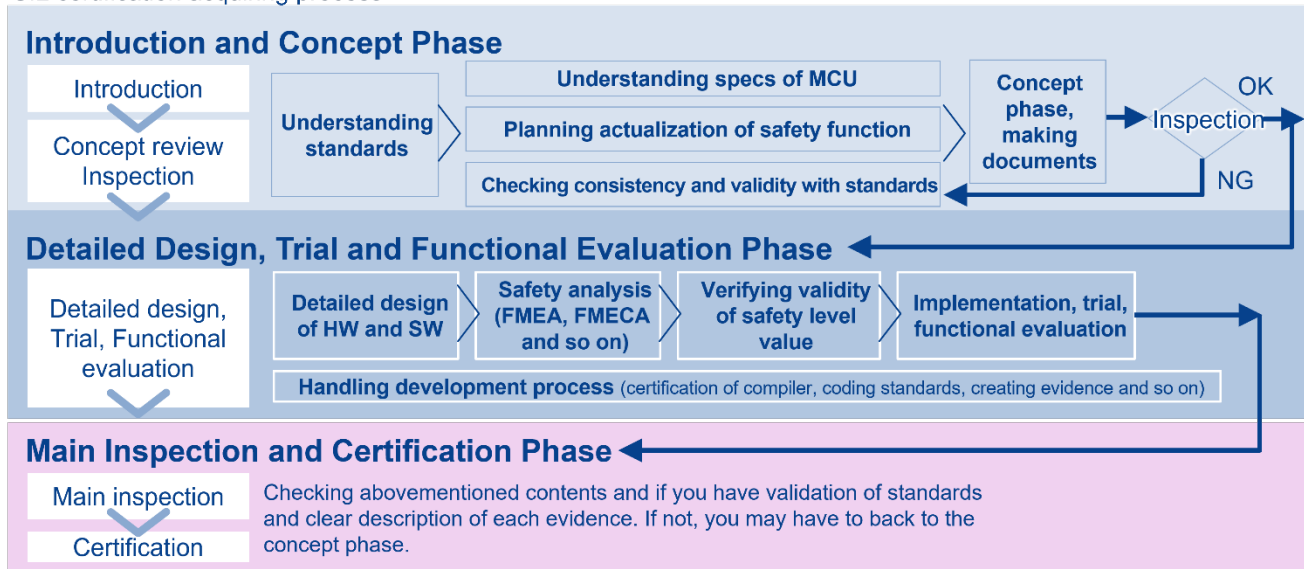 Introduction and Concept Phase
Introduction
Concept review
Inspection
Understanding
standards
Understanding specs of MCU
Planning actualization of safety function
Checking consistency and validity with standards
Concept
phase,
making
documents
Inspection
OK
NG
Detailed Design, Trial and Functional Evaluation Phase
Detailed design,
Trial, Functional
evaluation
Detailed design
of HW and SW
Safety analysis
(FMEA, FMECA
and so on)
Verifying validity
of safety level
value
Implementation, trial,
functional evaluation
Handling development process (certification of compiler, coding standards, creating evidence and so on)
Main Inspection and Certification Phase
Main inspection
Certification
Checking abovementioned contents and if you have validation of standards
and clear description of each evidence. If not, you may have to back to the
concept phase.